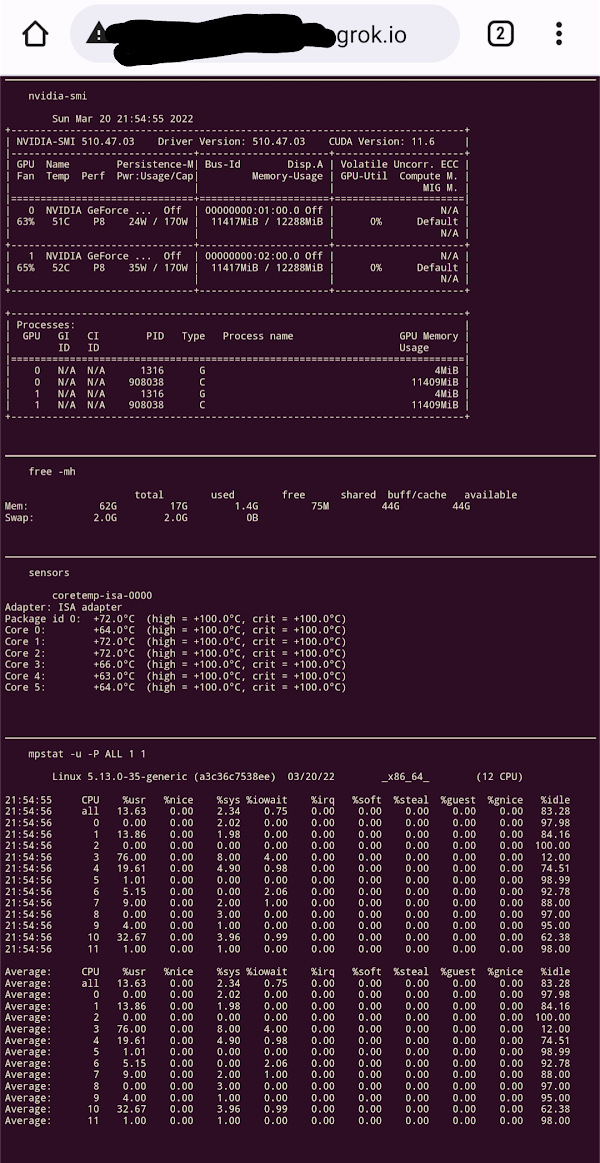 grok.io
2
nvidia-smi
Sun Mar 20 21:54:55 2022
+-----------------------------------------------------------------------------+
| NVIDIA-SMI 510.47.03    Driver Version: 510.47.03    CUDA Version: 11.6     |
|-------------------------------+----------------------+----------------------+
| GPU  Name        Persistence-M| Bus-Id        Disp.A | Volatile Uncorr. ECC |
| Fan  Temp  Perf  Pwr:Usage/Cap|         Memory-Usage | GPU-Util  Compute M. |
|                               |                      |               MIG M. |
|===============================+======================+======================|
|   0  NVIDIA GeForce ...  Off  | 00000000:01:00.0 Off |                  N/A |
| 63%   51C    P8    24W / 170W |  11417MiB / 12288MiB |      0%      Default |
|                               |                      |                  N/A |
+-------------------------------+----------------------+----------------------+
|   1  NVIDIA GeForce ...  Off  | 00000000:02:00.0 Off |                  N/A |
| 65%   52C    P8    35W / 170W |  11417MiB / 12288MiB |      0%      Default |
|                               |                      |                  N/A |
+-------------------------------+----------------------+----------------------+
+-----------------------------------------------------------------------------+
| Processes:                                                                  |
|  GPU   GI   CI        PID   Type   Process name                  GPU Memory |
|        ID   ID                                                   Usage      |
|=============================================================================|
|    0   N/A  N/A      1316      G                                       4MiB |
|    0   N/A  N/A    908038      C                                   11409MiB |
|    1   N/A  N/A      1316      G                                       4MiB |
|    1   N/A  N/A    908038      C                                   11409MiB |
+-----------------------------------------------------------------------------+
free -mh
total used free shared buff/cache available
Mem: 62G 17G 1.4G 75M 44G 44G
Swap: 2.0G 2.0G 0B
sensors
coretemp-isa-0000
Adapter: ISA adapter
Package id 0: +72.0°C (high = +100.0°C, crit = +100.0°C)
Core 0: +64.0°C (high = +100.0°C, crit = +100.0°C)
Core 1: +72.0°C (high = +100.0°C, crit = +100.0°C)
Core 2: +72.0°C (high = +100.0°C, crit = +100.0°C)
Core 3: +66.0°C (high = +100.0°C, crit = +100.0°C)
Core 4: +63.0°C (high = +100.0°C, crit = +100.0°C)
Core 5: +64.0°C (high = +100.0°C, crit = +100.0°C)
mpstat -u -P ALL 1 1
Linux 5.13.0-35-generic (a3c36c7538ee) 03/20/22 _x86_64_ (12 CPU)
21:54:55 CPU %usr %nice %sys %iowait %irq %soft %steal %guest %gnice %idle
21:54:56 all 13.63 0.00 2.34 0.75 0.00 0.00 0.00 0.00 0.00 83.28
21:54:56 0 0.00 0.00 2.02 0.00 0.00 0.00 0.00 0.00 0.00 97.98
21:54:56 1 13.86 0.00 1.98 0.00 0.00 0.00 0.00 0.00 0.00 84.16
21:54:56 2 0.00 0.00 0.00 0.00 0.00 0.00 0.00 0.00 0.00 100.00
21:54:56 3 76.00 0.00 8.00 4.00 0.00 0.00 0.00 0.00 0.00 12.00
21:54:56 4 19.61 0.00 4.90 0.98 0.00 0.00 0.00 0.00 0.00 74.51
21:54:56 5 1.01 0.00 0.00 0.00 0.00 0.00 0.00 0.00 0.00 98.99
21:54:56 6 5.15 0.00 0.00 2.06 0.00 0.00 0.00 0.00 0.00 92.78
21:54:56 7 9.00 0.00 2.00 1.00 0.00 0.00 0.00 0.00 0.00 88.00
21:54:56 8 0.00 0.00 3.00 0.00 0.00 0.00 0.00 0.00 0.00 97.00
21:54:56 9 4.00 0.00 1.00 0.00 0.00 0.00 0.00 0.00 0.00 95.00
21:54:56 10 32.67 0.00 3.96 0.99 0.00 0.00 0.00 0.00 0.00 62.38
21:54:56 11 1.00 0.00 1.00 0.00 0.00 0.00 0.00 0.00 0.00 98.00
Average: CPU %usr %nice %sys %iowait %irq %soft %steal %guest %gnice %idle
Average: all 13.63 0.00 2.34 0.75 0.00 0.00 0.00 0.00 0.00 83.28
Average: 0 0.00 0.00 2.02 0.00 0.00 0.00 0.00 0.00 0.00 97.98
Average: 1 13.86 0.00 1.98 0.00 0.00 0.00 0.00 0.00 0.00 84.16
Average: 2 0.00 0.00 0.00 0.00 0.00 0.00 0.00 0.00 0.00 100.00
Average: 3 76.00 0.00 8.00 4.00 0.00 0.00 0.00 0.00 0.00 12.00
Average: 4 19.61 0.00 4.90 0.98 0.00 0.00 0.00 0.00 0.00 74.51
Average: 5 1.01 0.00 0.00 0.00 0.00 0.00 0.00 0.00 0.00 98.99
Average: 6 5.15 0.00 0.00 2.06 0.00 0.00 0.00 0.00 0.00 92.78
Average: 7 9.00 0.00 2.00 1.00 0.00 0.00 0.00 0.00 0.00 88.00
Average: 8 0.00 0.00 3.00 0.00 0.00 0.00 0.00 0.00 0.00 97.00
Average: 9 4.00 0.00 1.00 0.00 0.00 0.00 0.00 0.00 0.00 95.00
Average: 10 32.67 0.00 3.96 0.99 0.00 0.00 0.00 0.00 0.00 62.38
Average: 11 1.00 0.00 1.00 0.00 0.00 0.00 0.00 0.00 0.00 98.00